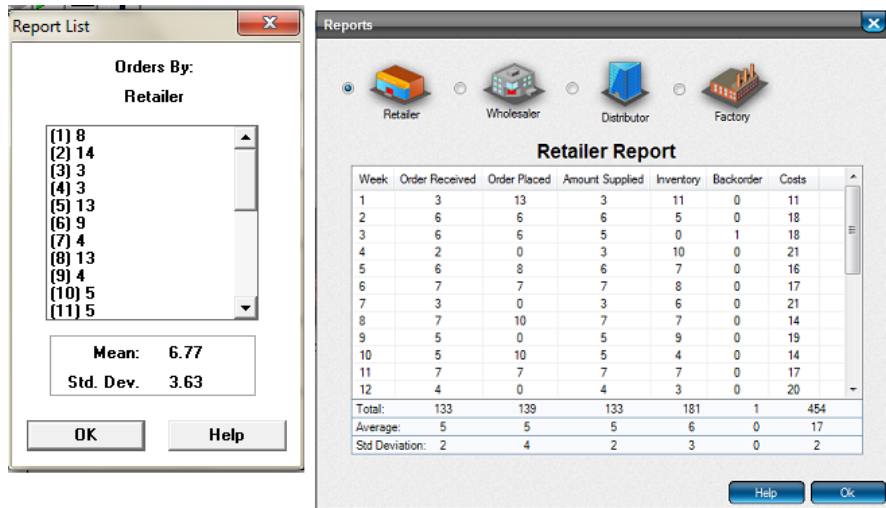 Report List
Orders By:
Retailer
(1) 8
(2) 14
(3) 3
(4) 3
(5) 13
(6) 9
(7) 4
(8) 13
(9) 4
(10) 5
(11) 5
Mean: 6.77
Std. Dev. 3.63
OK Help
Reports
Retailer Wholesaler Distributor Factory
Retailer Report
Week Order Received Order Placed Amount Supplied Inventory Backorder Costs
1 3 13 3 11 0 11
2 6 6 6 5 0 18
3 6 6 5 0 1 18
4 2 0 3 10 0 21
5 6 8 6 7 0 16
6 7 7 7 8 0 17
7 3 0 3 6 0 21
8 7 10 7 7 0 14
9 5 0 5 9 0 19
10 5 10 5 4 0 14
11 7 7 7 7 0 17
12 4 0 4 3 0 20
Total: 133 139 133 181 1 454
Average: 5 5 5 6 0 17
Std Deviation: 2 4 2 3 0 2
Help Ok